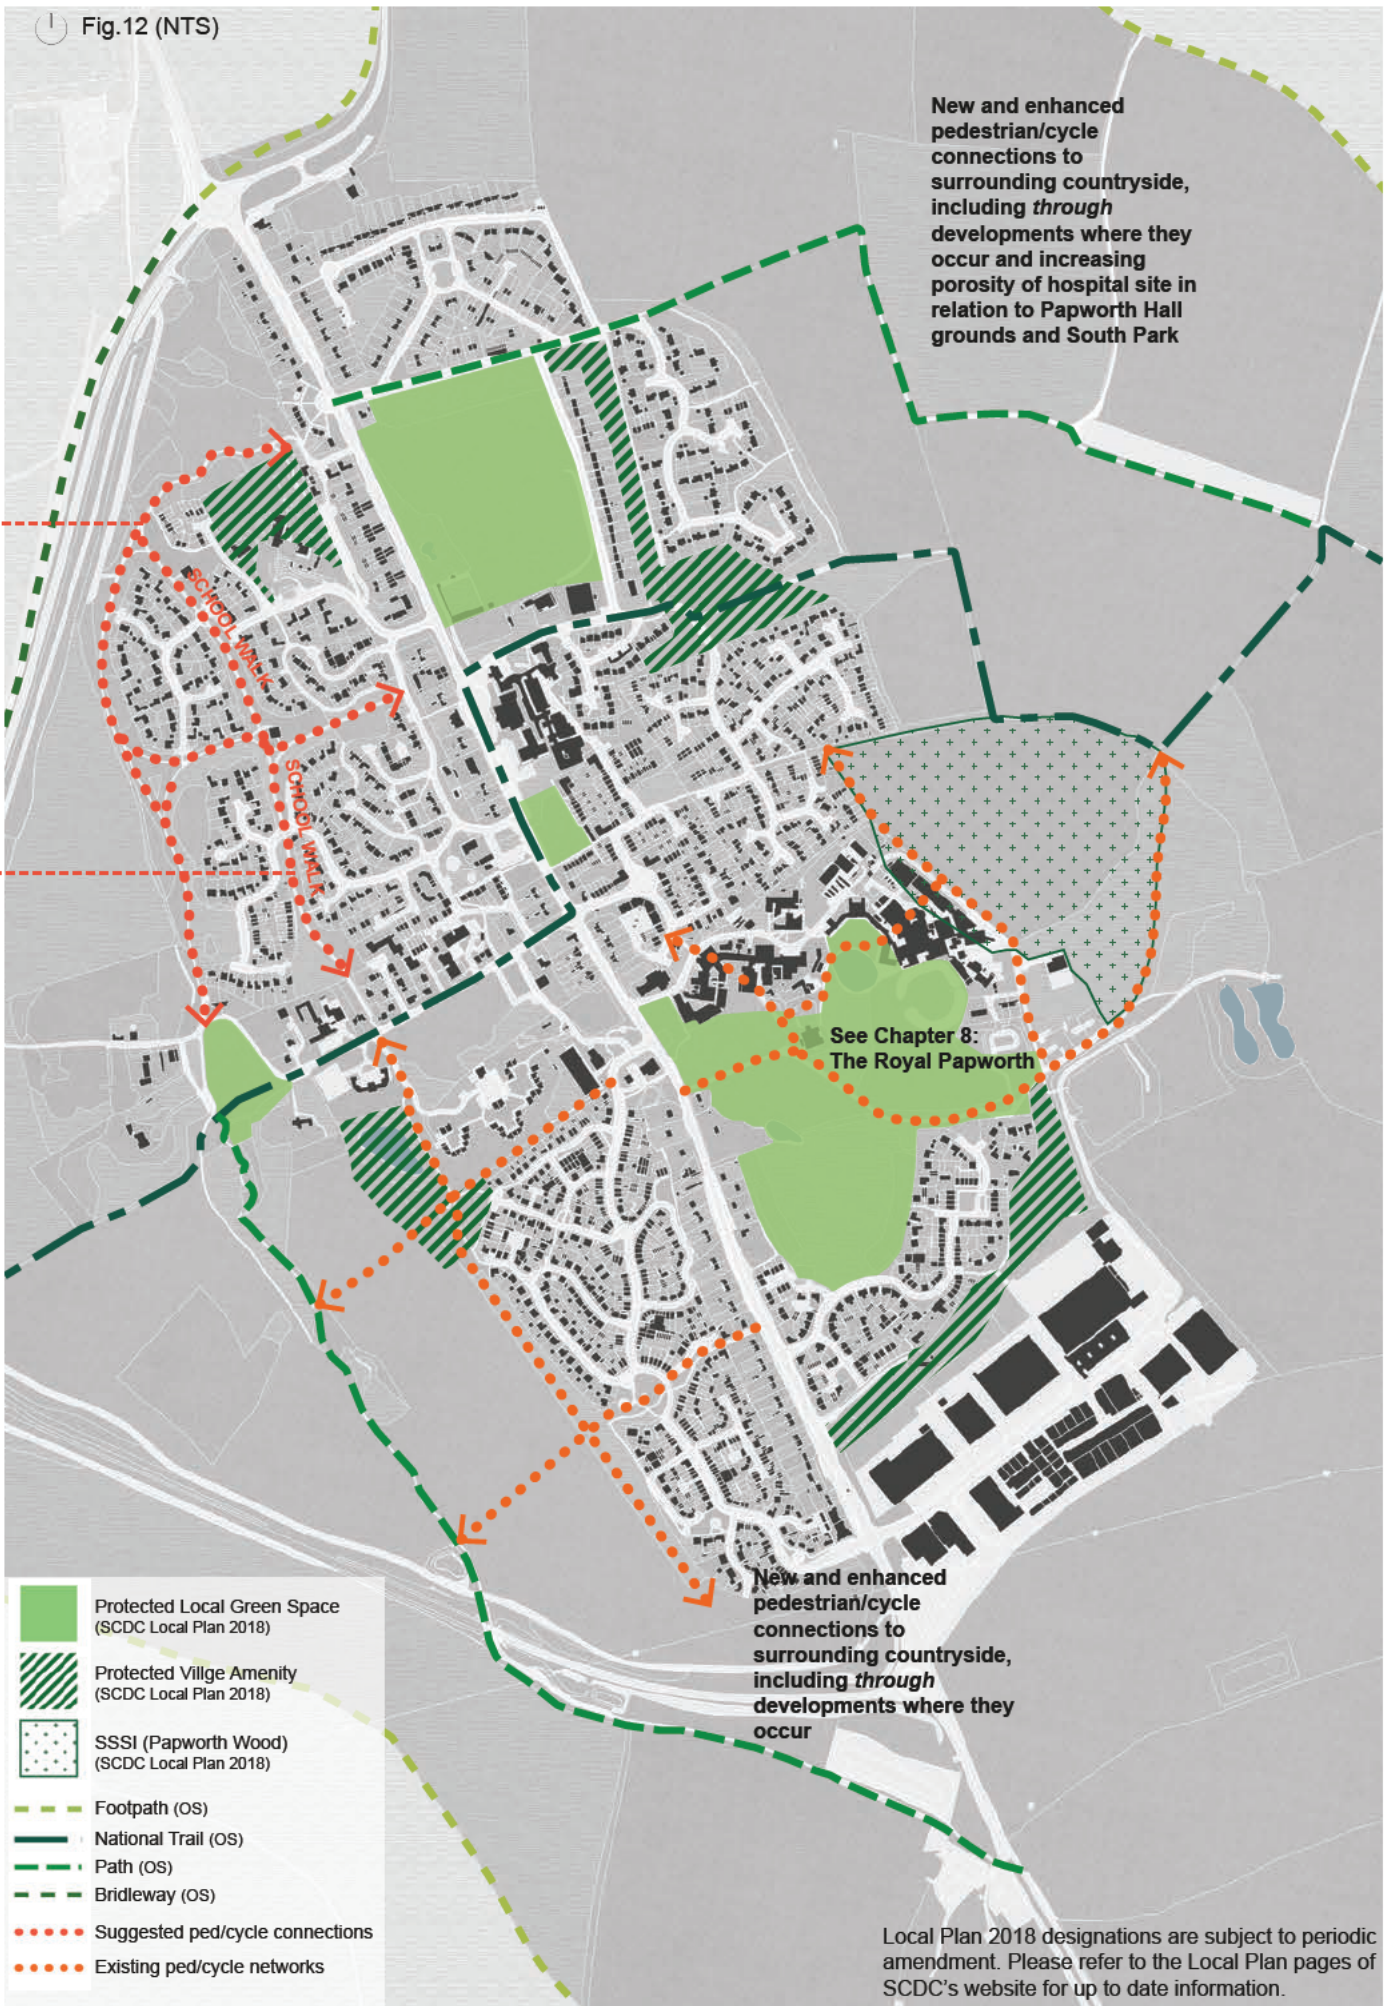 Fig.12 (NTS)
New and enhanced
pedestrian/cycle
connections to
surrounding countryside,
including through
developments where they
occur and increasing
porosity of hospital site in
relation to Papworth Hall
grounds and South Park
SCHOOL WALK
SCHOOL WALK
See Chapter 8:
The Royal Papworth
New and enhanced
pedestrian/cycle
connections to
surrounding countryside,
including through
developments where they
occur
Protected Local Green Space
(SCDC Local Plan 2018)
Protected Villge Amenity
(SCDC Local Plan 2018)
SSSI (Papworth Wood)
(SCDC Local Plan 2018)
Footpath (OS)
National Trail (OS)
Path (OS)
Bridleway (OS)
Suggested ped/cycle connections
Existing ped/cycle networks
Local Plan 2018 designations are subject to periodic
amendment. Please refer to the Local Plan pages of
SCDC's website for up to date information.